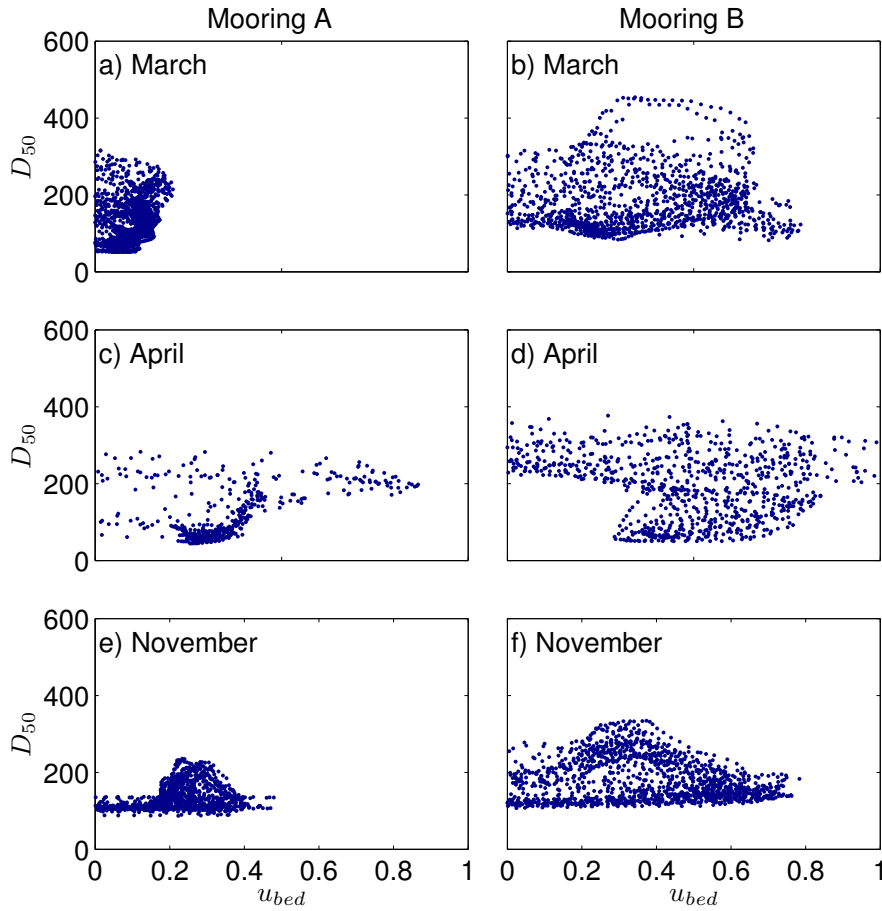 Mooring A Mooring B
600
400
200
0
D50
a) March
b) March
600
400
200
0
D50
c) April
d) April
600
400
200
0
D50
e) November
f) November
0 0.2 0.4 0.6 0.8 1
0 0.2 0.4 0.6 0.8 1
ubed
ubed